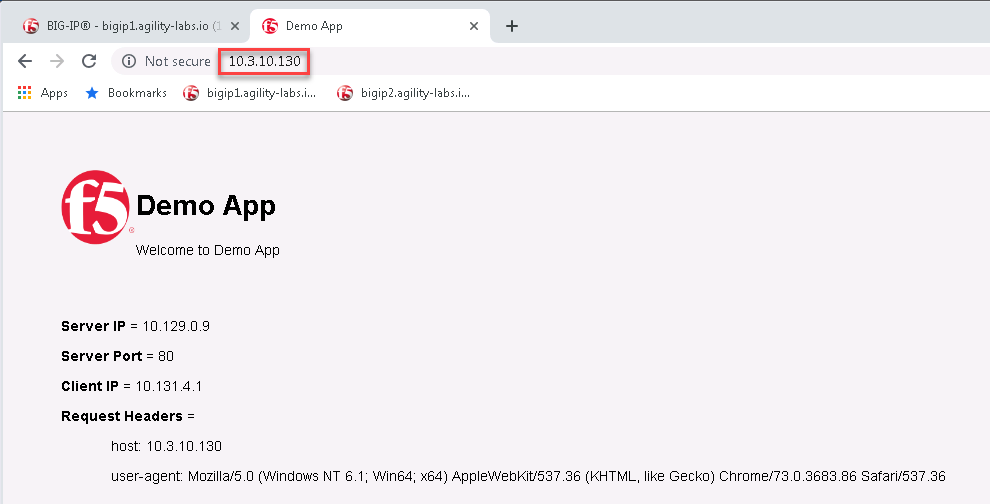 BIG-IP® - bigip1.agility-labs.io (1
Demo App
Not secure
10.3.10.130
Apps
Bookmarks
bigip1.agility-labs.i...
bigip2.agility-labs.i...
f5
®
Demo App
Welcome to Demo App
Server IP = 10.129.0.9
Server Port = 80
Client IP = 10.131.4.1
Request Headers =
host: 10.3.10.130
user-agent: Mozilla/5.0 (Windows NT 6.1; Win64; x64) AppleWebKit/537.36 (KHTML, like Gecko) Chrome/73.0.3683.86 Safari/537.36